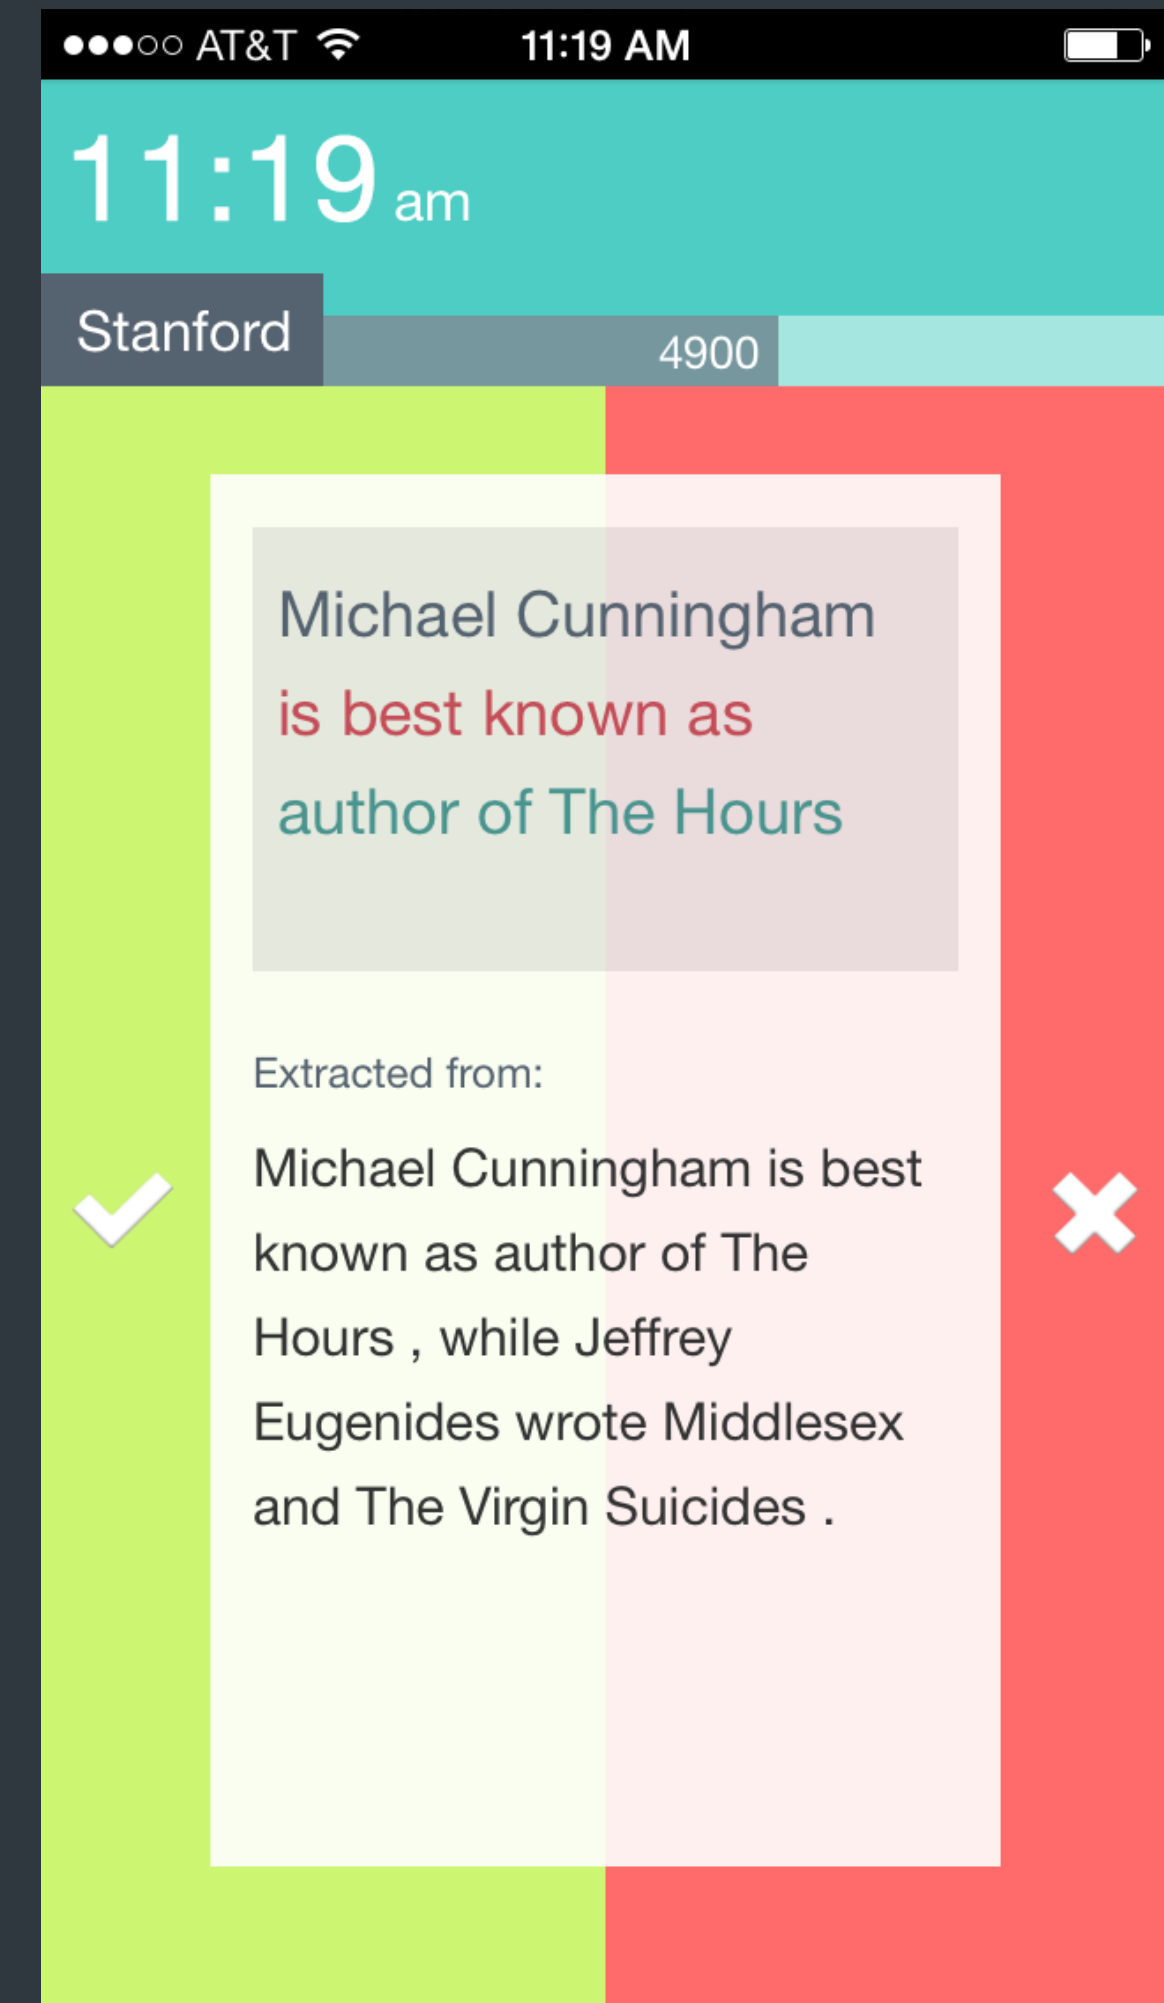 AT&T 11:19 AM
11:19 am
Stanford
4900
Michael Cunningham
is best known as
author of The Hours
Extracted from:
Michael Cunningham is best
known as author of The
Hours , while Jeffrey
Eugenides wrote Middlesex
and The Virgin Suicides .